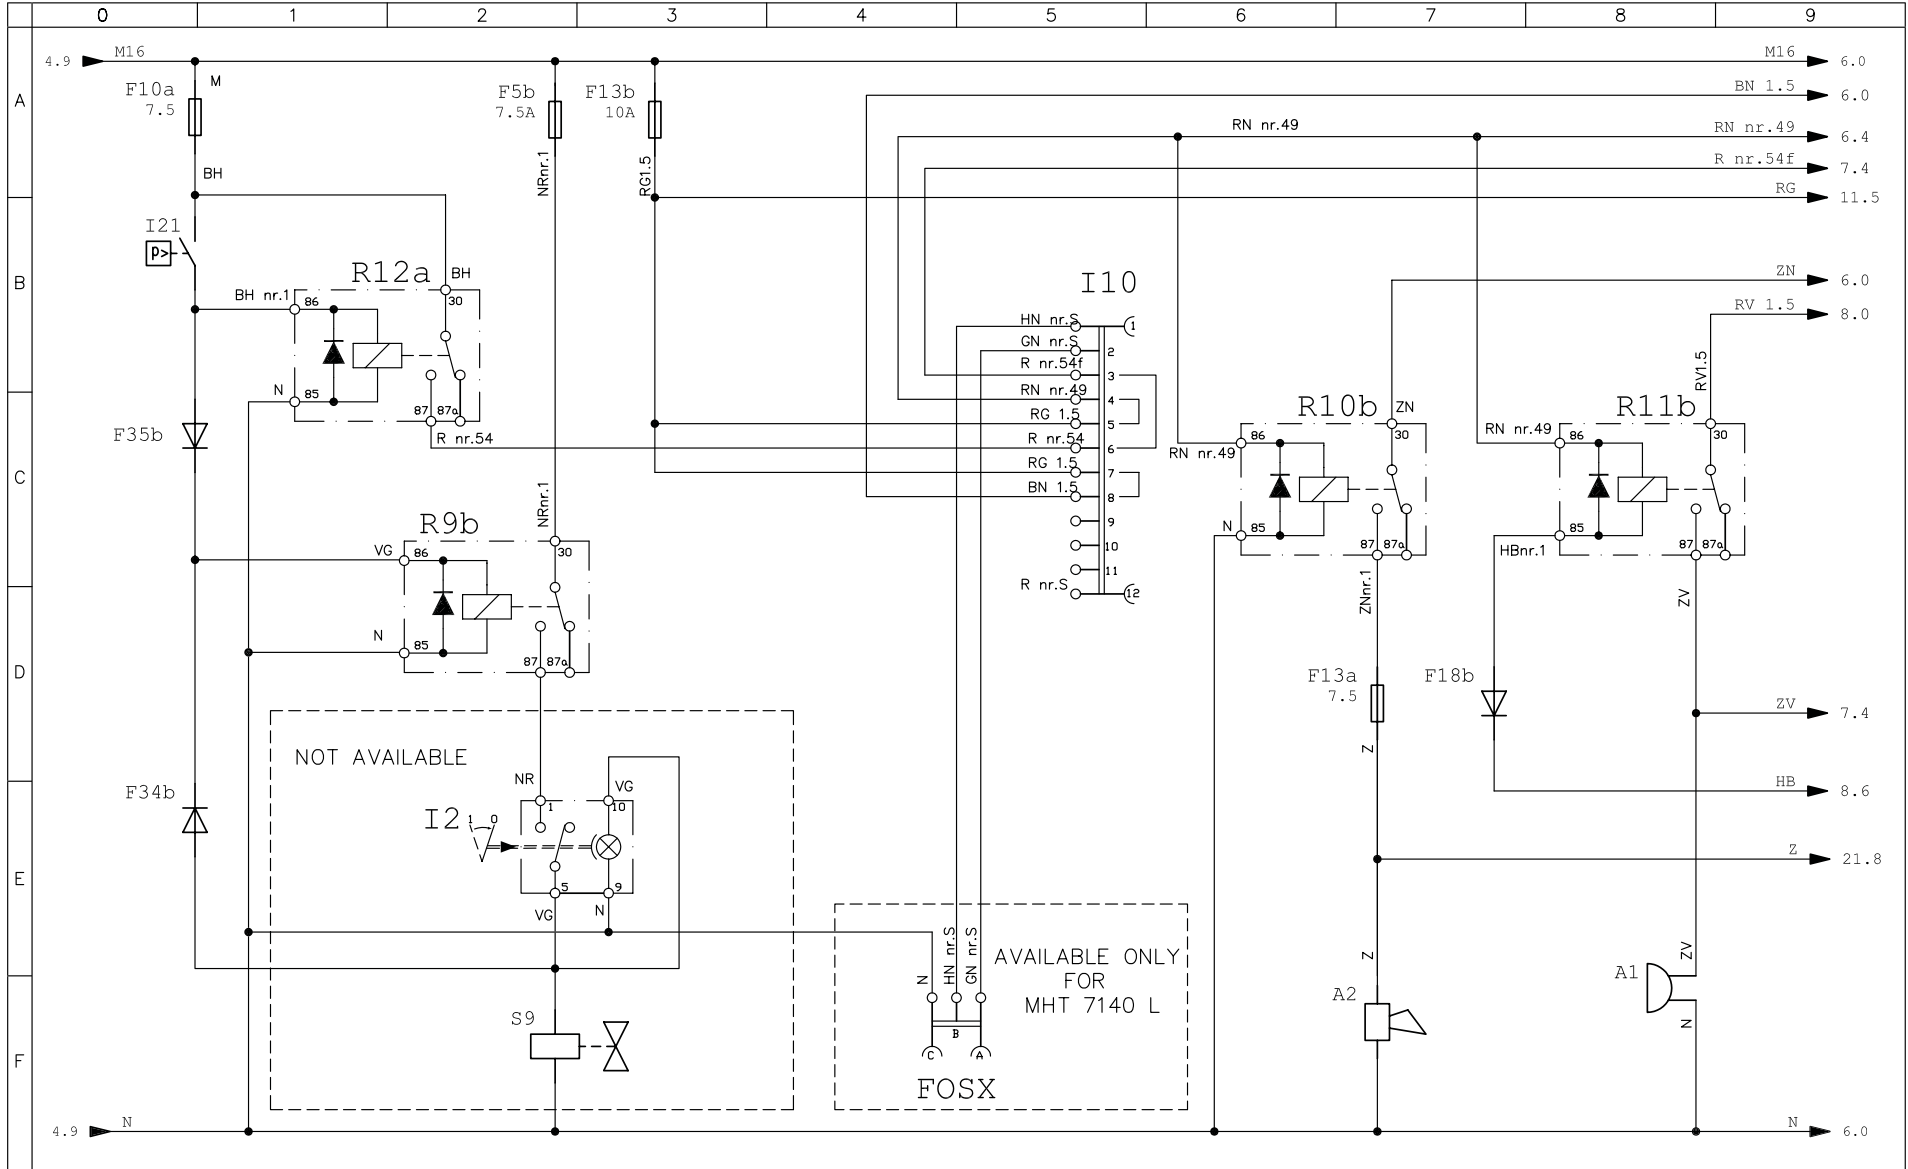 0 1 2 3 4 5 6 7 8 9
A
B
C
D
E
F
4.9 M16 M16 6.0
F10a
7.5
M
BH
F5b
7.5A
NRnr.1
F13b
10A
RG1.5
BN 1.5 6.0
RN nr.49 RN nr.49 6.4
R nr.54f 7.4
RG 11.5
I21
p>
R12a
BH
BH nr.1 86 30
N 85 87 87a
R nr.54
F35b
NRnr.1
R9b
VG 86 30
N 85 87 87a
I10
HN nr.S 1
GN nr.S 2
R nr.54f 3
RN nr.49 4
RG 1.5 5
R nr.54 6
RG 1.5 7
BN 1.5 8
9
10
11
R nr.S 12
ZN 6.0
RV 1.5 8.0
RV1.5
R10b
ZN
RN nr.49 86 30
N 85 87 87a
ZNnr.1
R11b
RN nr.49 86 30
HBnr.1 85 87 87a
ZV
F13a
7.5
Z
F18b
ZV 7.4
HB 8.6
Z 21.8
F34b
NOT AVAILABLE
NR VG
I2 1 0 1 10
5 9
VG N
S9
AVAILABLE ONLY
FOR
MHT 7140 L
N HN nr.S GN nr.S
B
C A
FOSX
Z
A2
ZV
A1
N
4.9 N N 6.0